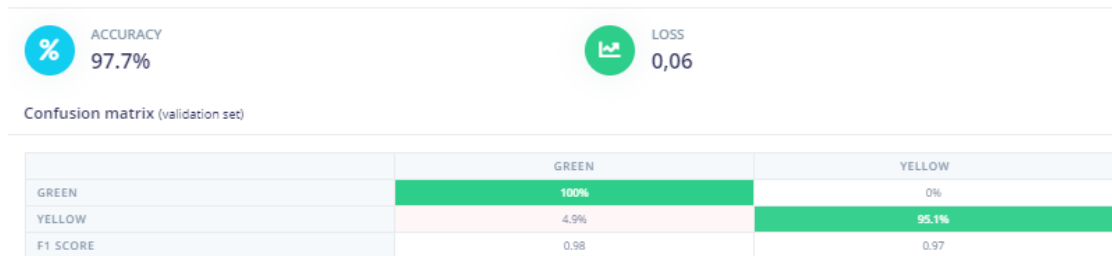 ACCURACY
97.7%
LOSS
0,06
Confusion matrix (validation set)
GREEN YELLOW
GREEN 100% 0%
YELLOW 4.9% 95.1%
F1 SCORE 0.98 0.97